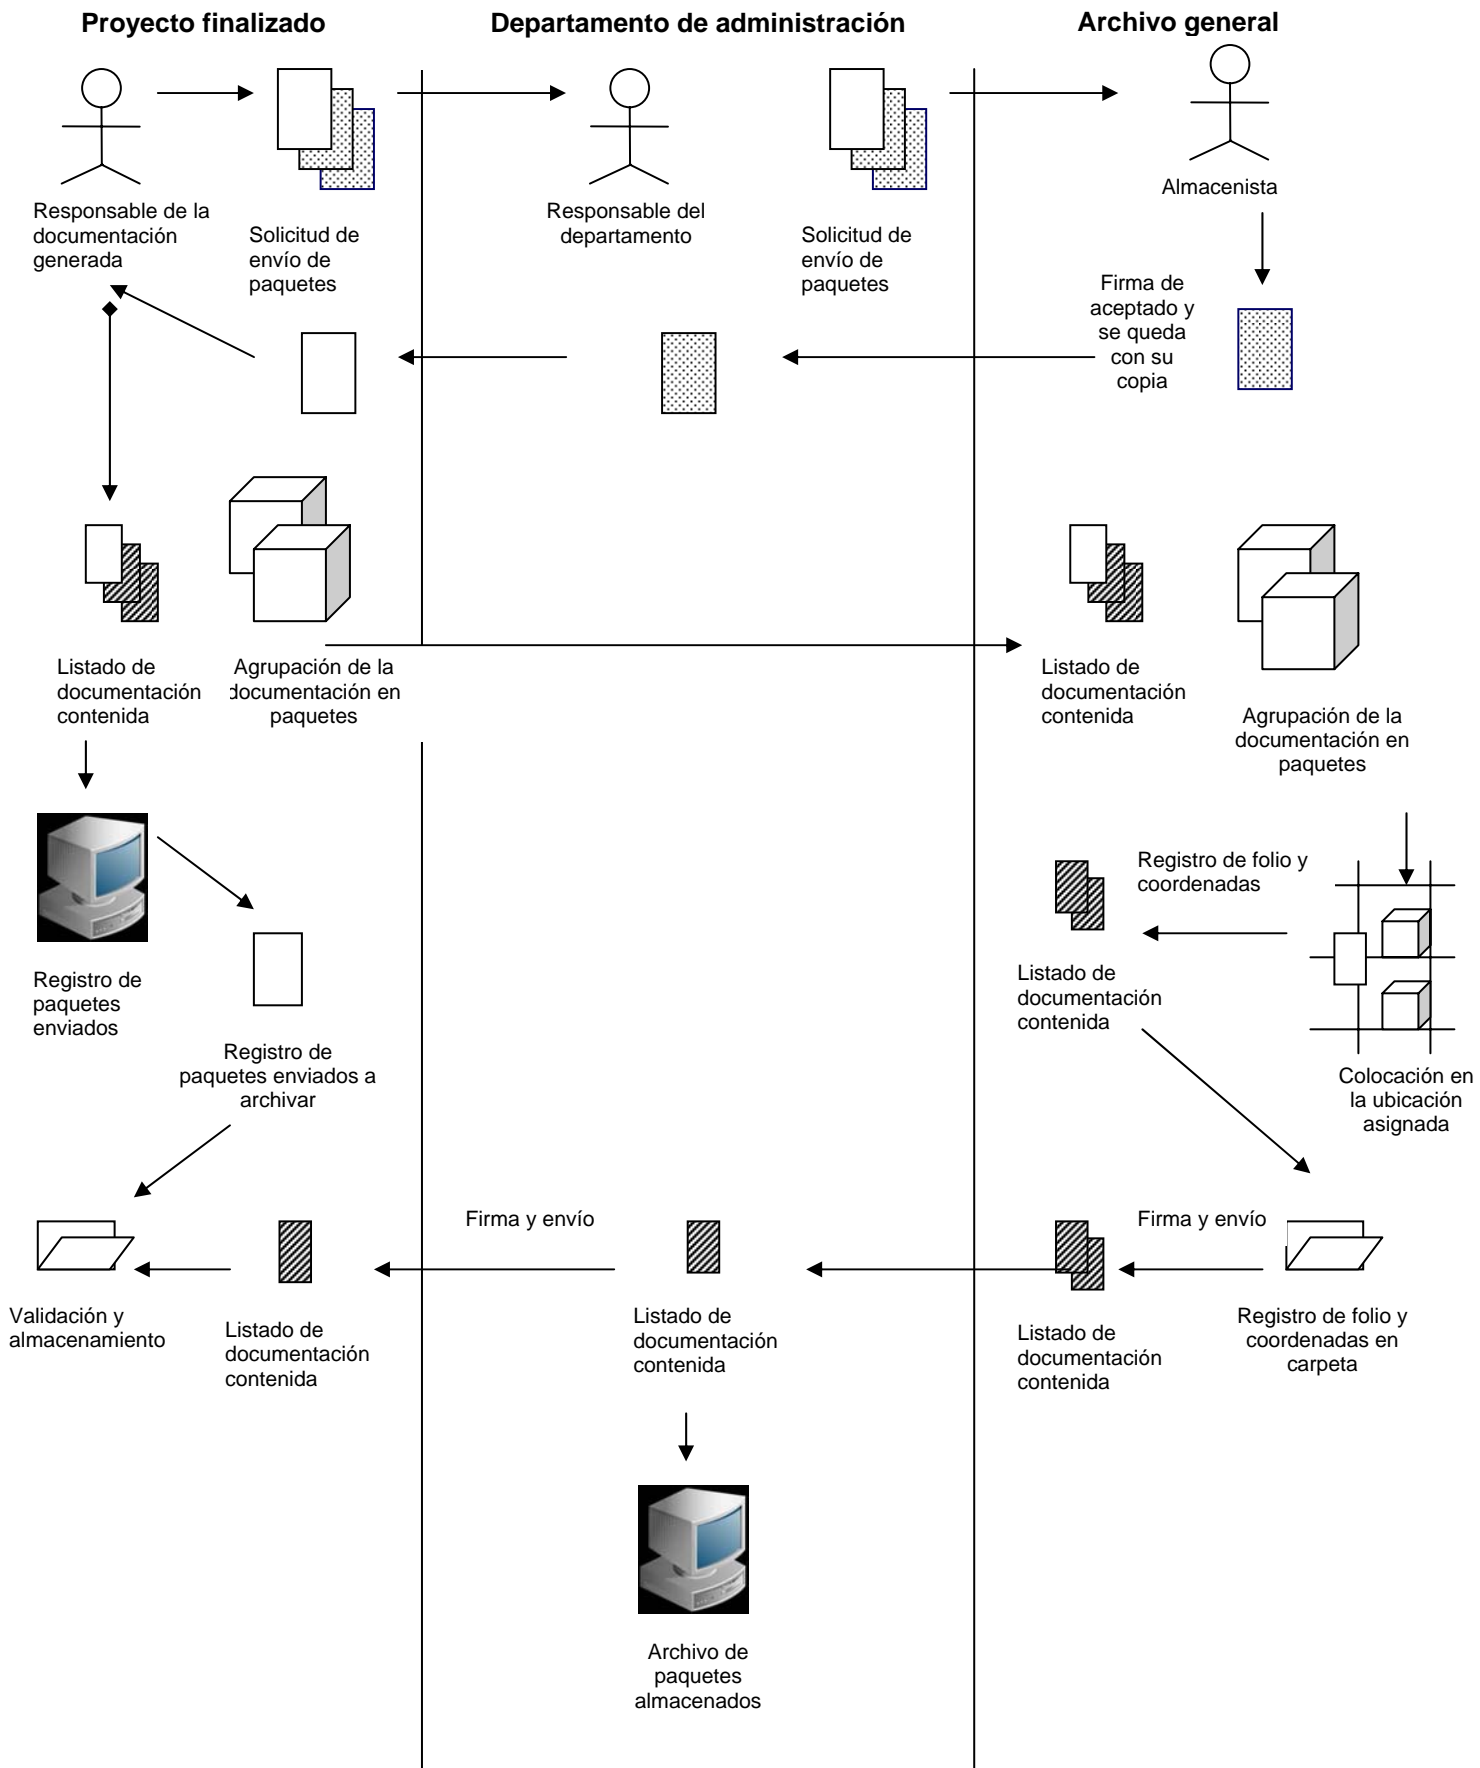 Proyecto finalizado
Departamento de administración
Archivo general
Responsable de la
documentación
generada
Solicitud de
envío de
paquetes
Responsable del
departamento
Solicitud de
envío de
paquetes
Almacenista
Firma de
aceptado y
se queda
con su
copia
Listado de
documentación
contenida
Agrupación de la
documentación en
paquetes
Listado de
documentación
contenida
Agrupación de la
documentación en
paquetes
Registro de
paquetes
enviados
Registro de
paquetes enviados a
archivar
Registro de folio y
coordenadas
Listado de
documentación
contenida
Colocación en
la ubicación
asignada
Firma y envío
Firma y envío
Validación y
almacenamiento
Listado de
documentación
contenida
Listado de
documentación
contenida
Listado de
documentación
contenida
Registro de folio y
coordenadas en
carpeta
Archivo de
paquetes
almacenados